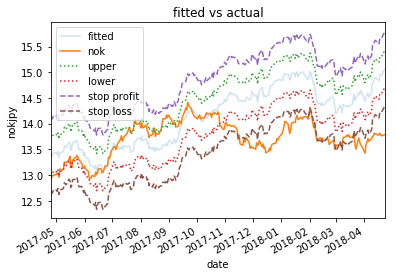 fitted vs actual
fitted
nok
upper
lower
stop profit
stop loss
15.5
15.0
14.5
14.0
13.5
13.0
12.5
nokjpy
2017-05
2017-06
2017-07
2017-08
2017-09
2017-10
2017-11
2017-12
2018-01
2018-02
2018-03
2018-04
date